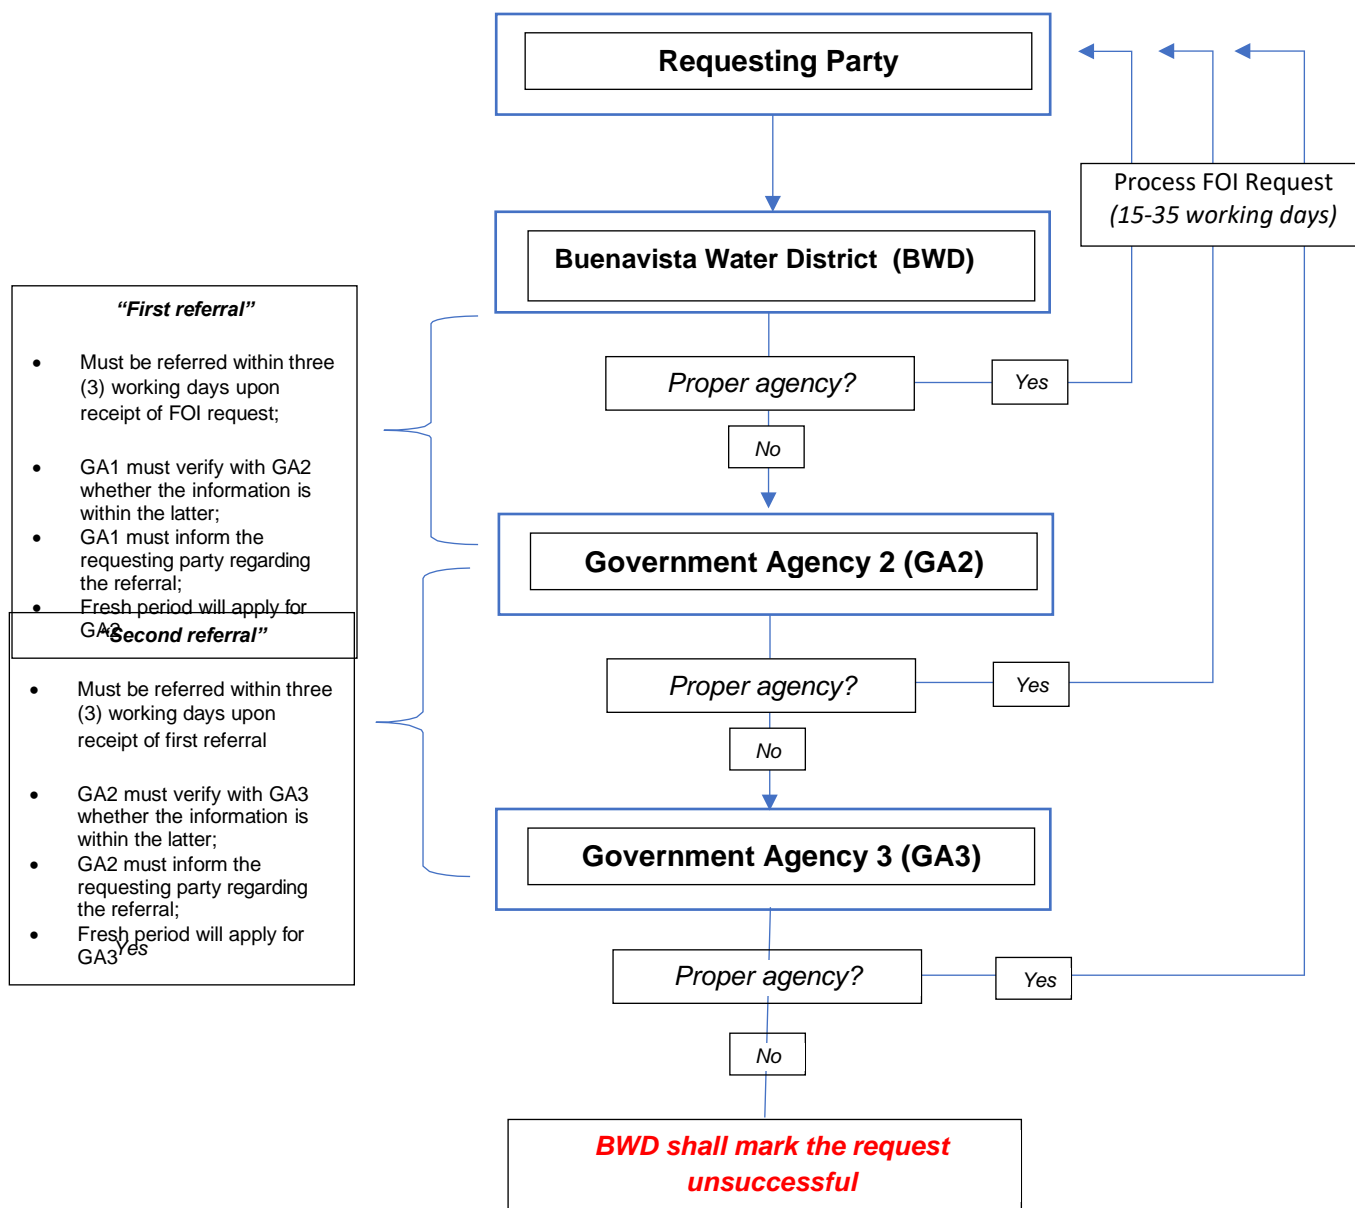 Requesting Party
Process FOI Request
(15-35 working days)
Buenavista Water District (BWD)
“First referral”
• Must be referred within three
(3) working days upon
receipt of FOI request;
• GA1 must verify with GA2
whether the information is
within the latter;
• GA1 must inform the
requesting party regarding
the referral;
• Fresh period will apply for
GA2
Proper agency?
Yes
No
Government Agency 2 (GA2)
“Second referral”
• Must be referred within three
(3) working days upon
receipt of first referral
• GA2 must verify with GA3
whether the information is
within the latter;
• GA2 must inform the
requesting party regarding
the referral;
• Fresh period will apply for
GA3
Yes
Proper agency?
Yes
No
Government Agency 3 (GA3)
Proper agency?
Yes
No
BWD shall mark the request
unsuccessful